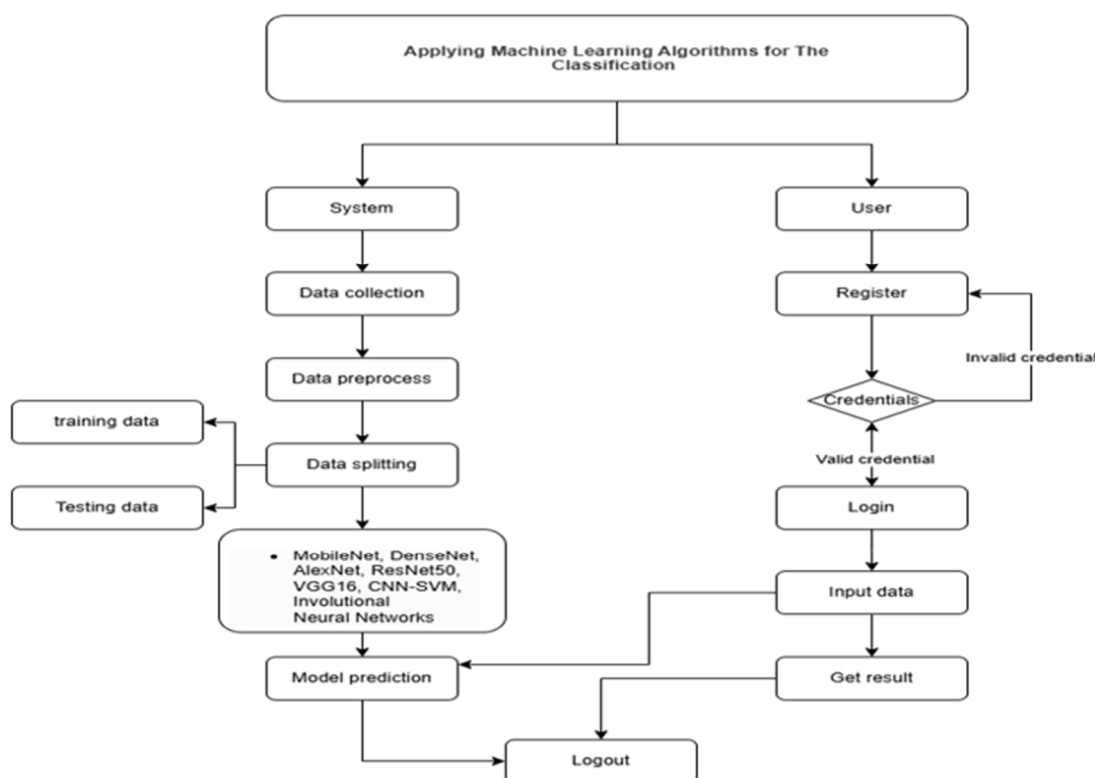 Applying Machine Learning Algorithms for The
Classification
System
User
Data collection
Register
Invalid credential
Data preprocess
Credentials
training data
Valid credential
Data splitting
Testing data
Login
• MobileNet, DenseNet,
AlexNet, ResNet50,
VGG16, CNN-SVM,
Involutional
Neural Networks
Input data
Model prediction
Get result
Logout